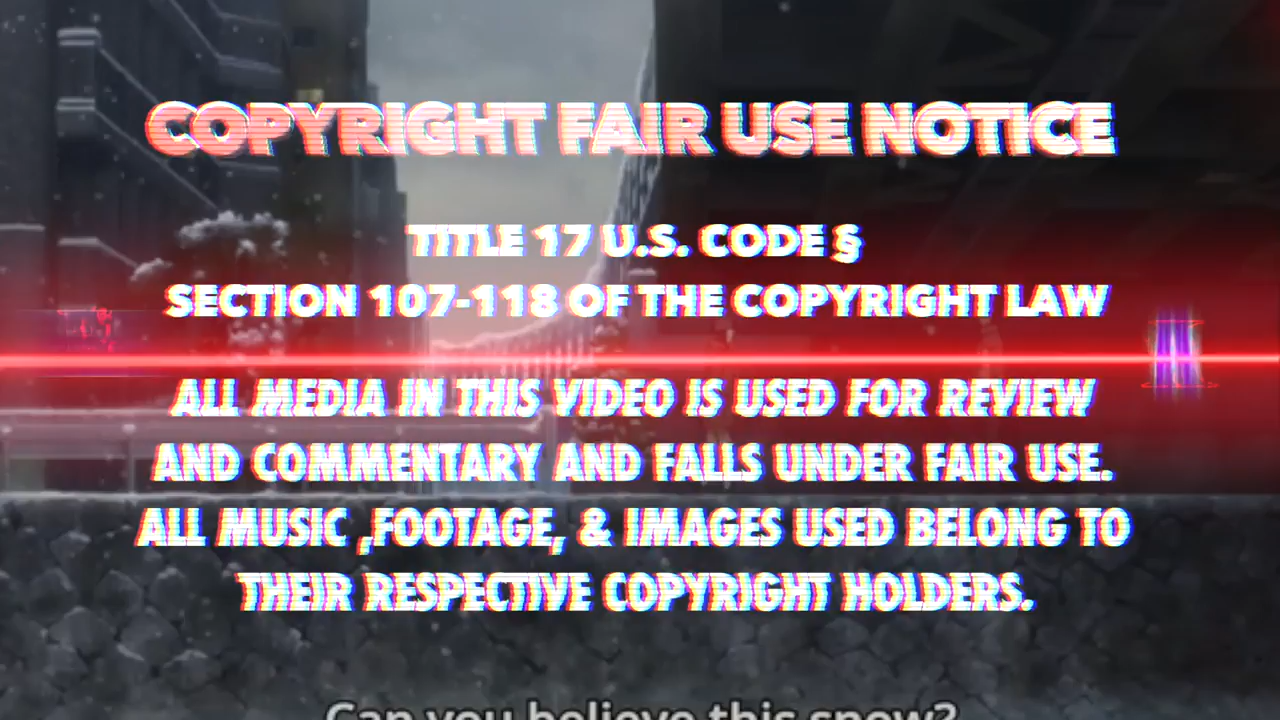 COPYRIGHT FAIR USE NOTICE
TITLE 17 U.S. CODE §
SECTION 107-118 OF THE COPYRIGHT LAW
ALL MEDIA IN THIS VIDEO IS USED FOR REVIEW
AND COMMENTARY AND FALLS UNDER FAIR USE.
ALL MUSIC ,FOOTAGE, & IMAGES USED BELONG TO
THEIR RESPECTIVE COPYRIGHT HOLDERS.
Can you believe this snow?